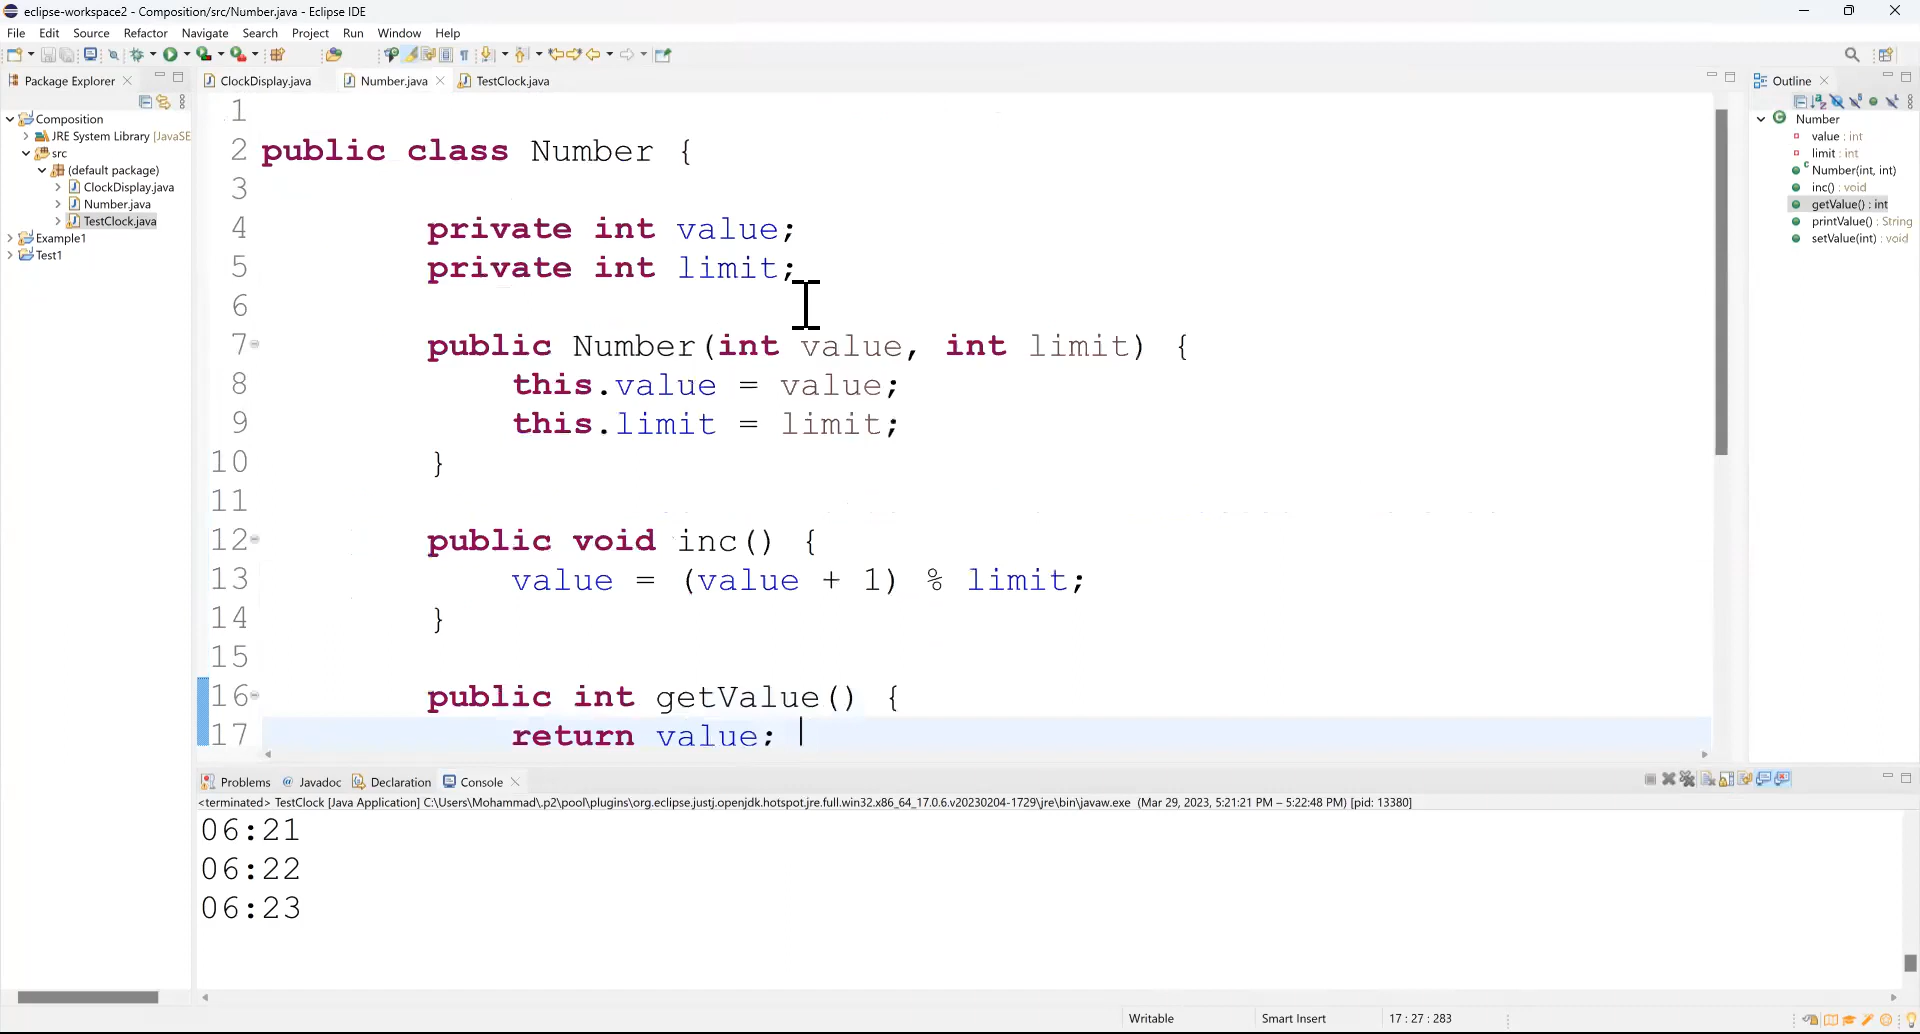 eclipse-workspace2 - Composition/src/Number.java - Eclipse IDE
File Edit Source Refactor Navigate Search Project Run Window Help
Package Explorer
ClockDisplay.java Number.java TestClock.java
Outline
Composition
JRE System Library [JavaSE
src
(default package)
ClockDisplay.java
Number.java
TestClock.java
Example1
Test1
1
2 public class Number {
3
4 private int value;
5 private int limit;
6
7 public Number(int value, int limit) {
8 this.value = value;
9 this.limit = limit;
10 }
11
12 public void inc() {
13 value = (value + 1) % limit;
14 }
15
16 public int getValue() {
17 return value;
Number
value : int
limit : int
Number(int, int)
inc() : void
getValue() : int
printValue() : String
setValue(int) : void
Problems @ Javadoc Declaration Console
<terminated> TestClock [Java Application] C:\Users\Mohammad\.p2\pool\plugins\org.eclipse.justj.openjdk.hotspot.jre.full.win32.x86_64_17.0.6.v20230204-1729\jre\bin\javaw.exe (Mar 29, 2023, 5:21:21 PM – 5:22:48 PM) [pid: 13380]
06:21
06:22
06:23
Writable Smart Insert 17 : 27 : 283